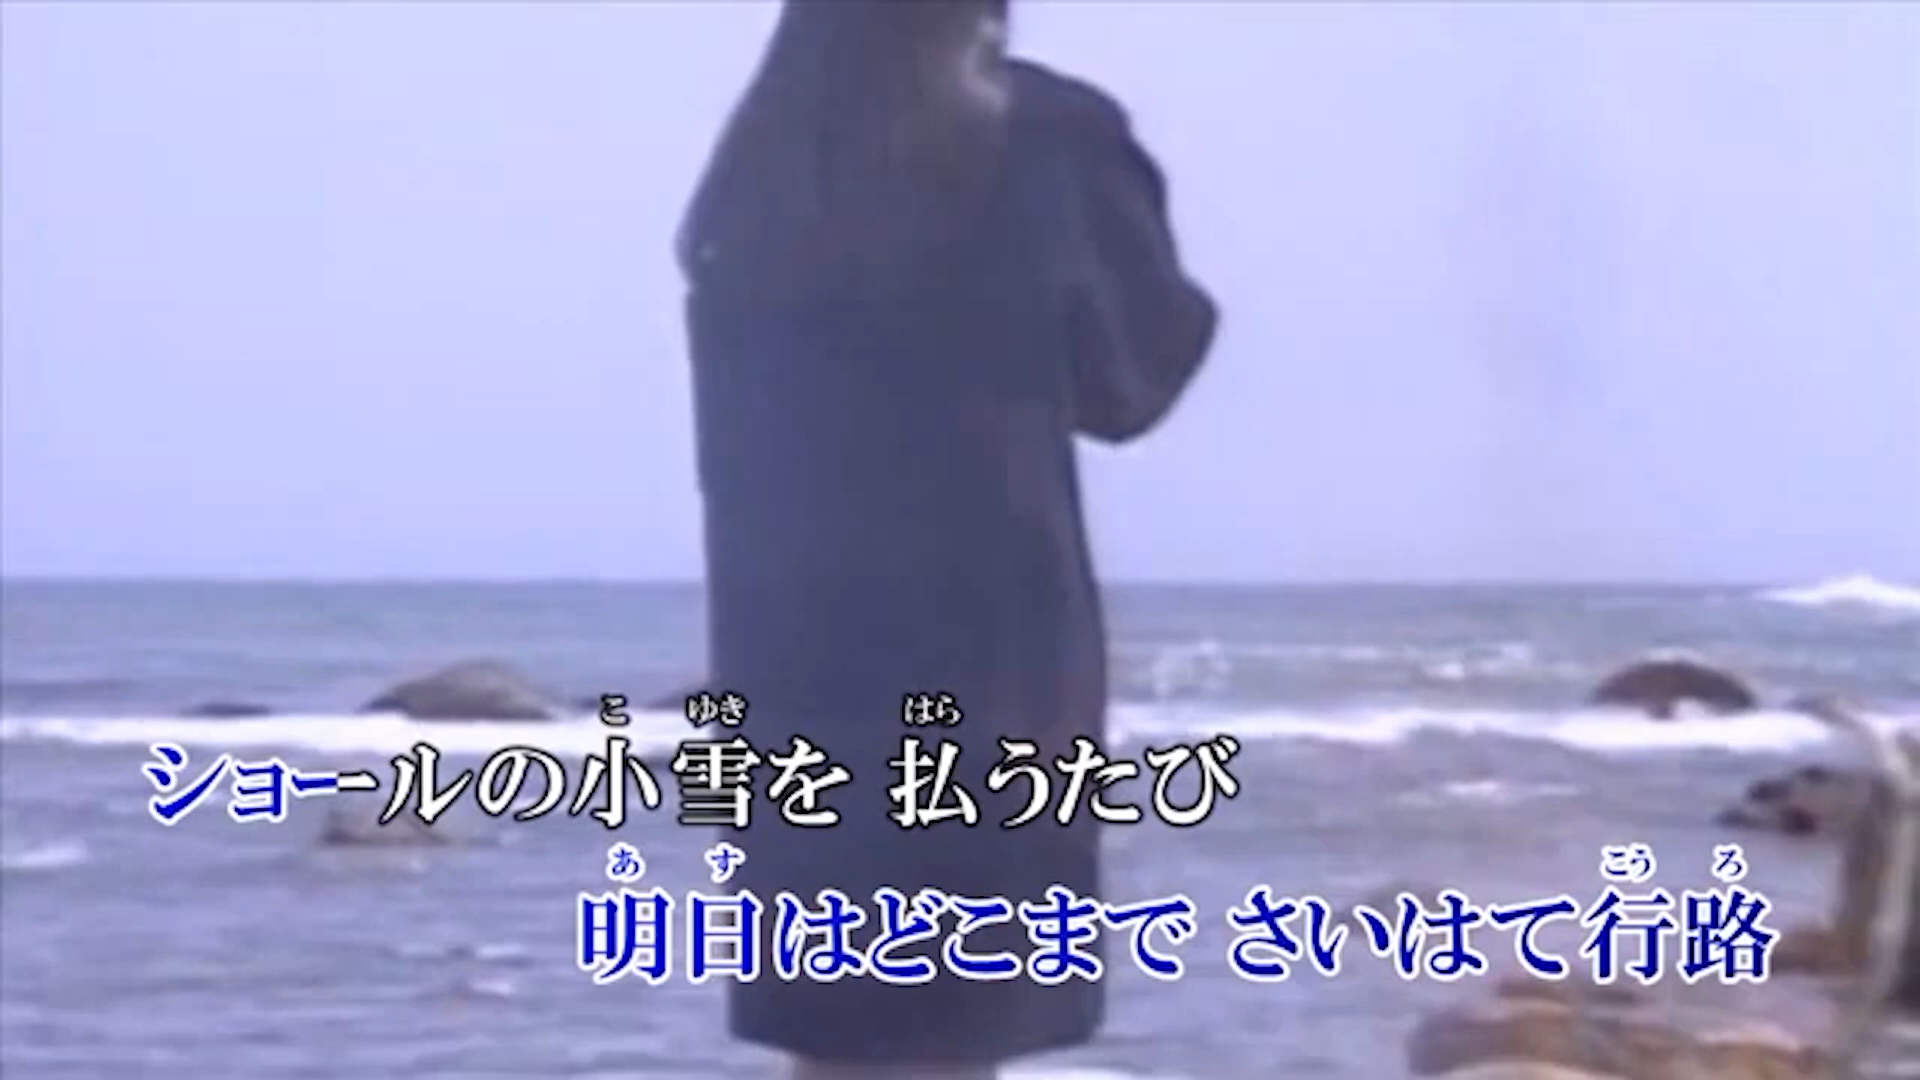 こ ゆき はら
ショールの小雪を 払うたび
あ す こう ろ
明日はどこまで さいはて行路